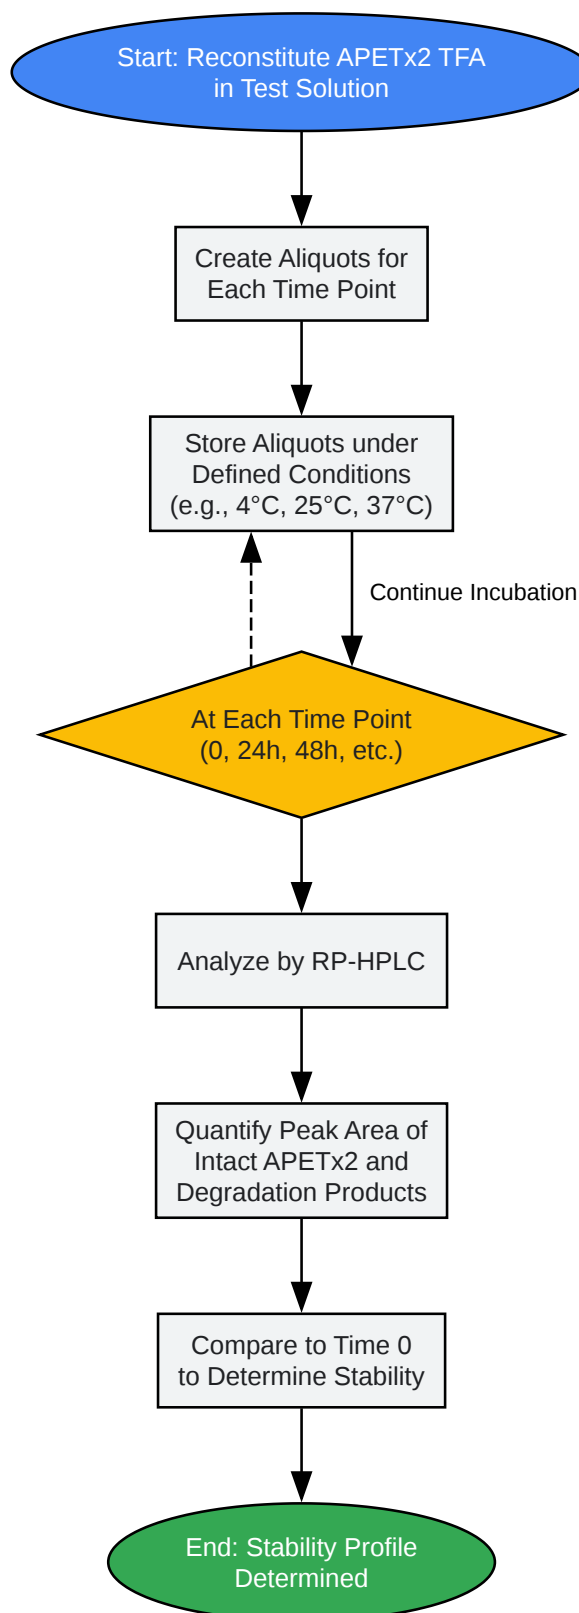 Start: Reconstitute APETx2 TFA
in Test Solution
Create Aliquots for
Each Time Point
Store Aliquots under
Defined Conditions
(e.g., 4°C, 25°C, 37°C)
Continue Incubation
At Each Time Point
(0, 24h, 48h, etc.)
Analyze by RP-HPLC
Quantify Peak Area of
Intact APETx2 and
Degradation Products
Compare to Time 0
to Determine Stability
End: Stability Profile
Determined